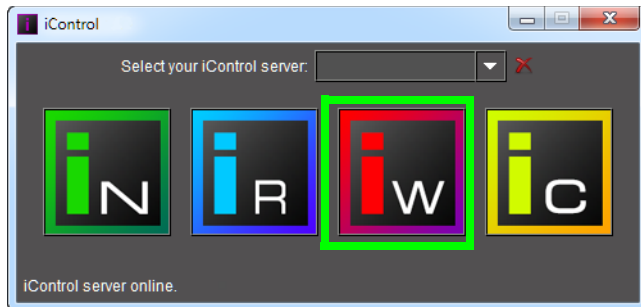 iControl
Select your iControl server:
iN iR iW iC
iControl server online.